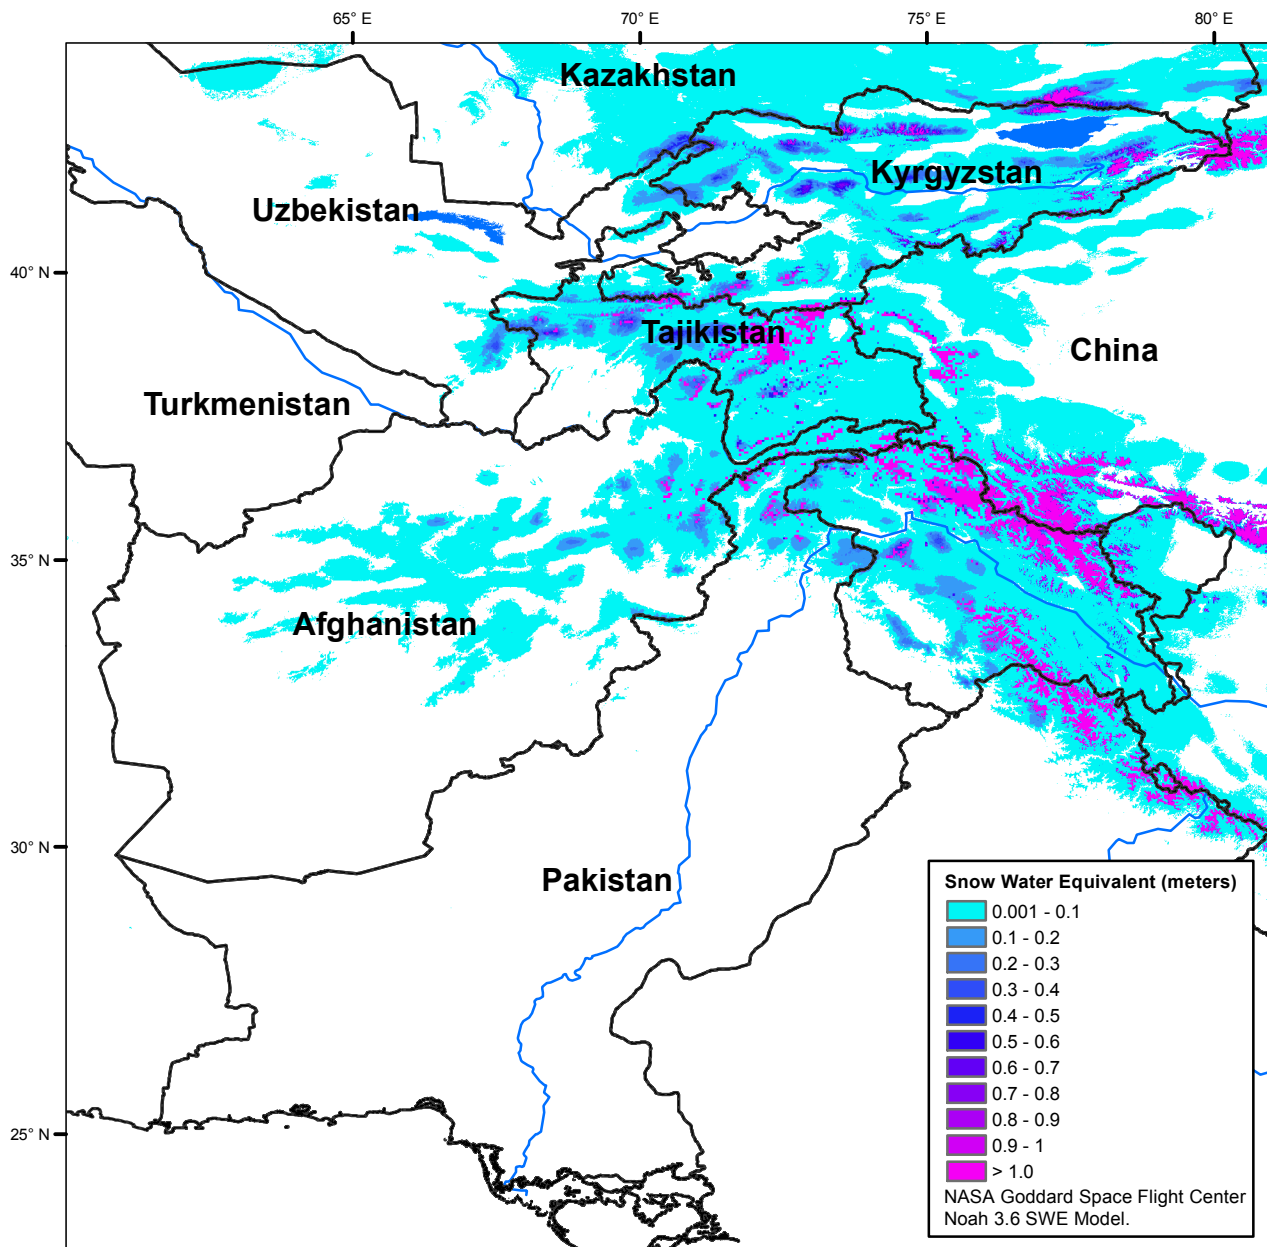 65° E
70° E
75° E
80° E
Kazakhstan
Kyrgyzstan
Uzbekistan
40° N
Tajikistan
China
Turkmenistan
35° N
Afghanistan
30° N
Pakistan
Snow Water Equivalent (meters)
0.001 - 0.1
0.1 - 0.2
0.2 - 0.3
0.3 - 0.4
0.4 - 0.5
0.5 - 0.6
0.6 - 0.7
0.7 - 0.8
0.8 - 0.9
0.9 - 1
> 1.0
25° N
NASA Goddard Space Flight Center
Noah 3.6 SWE Model.